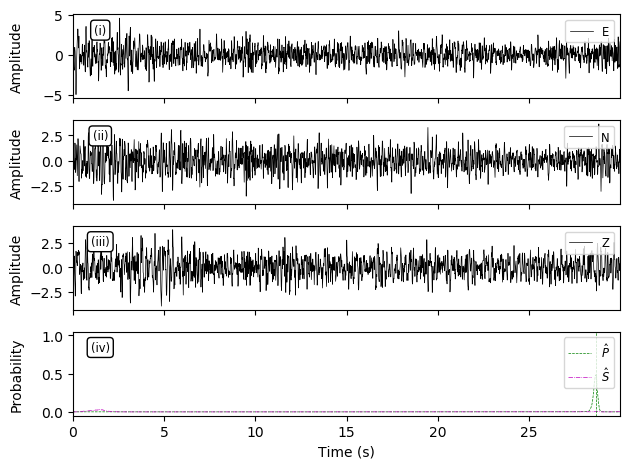 5
0
−5
Amplitude
(i)
E
2.5
0.0
−2.5
Amplitude
(ii)
N
2.5
0.0
−2.5
Amplitude
(iii)
Z
1.0
0.5
0.0
Probability
(iv)
P̂
Ŝ
0 5 10 15 20 25
Time (s)